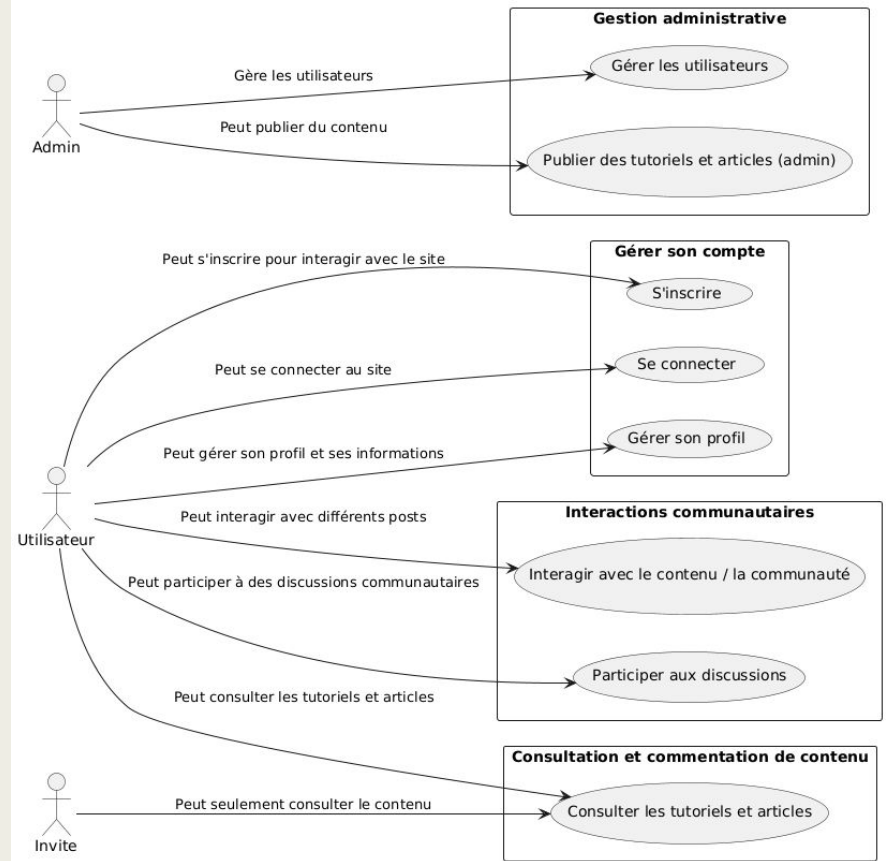 Gestion administrative
Gérer les utilisateurs
Gère les utilisateurs
Peut publier du contenu
Admin
Publier des tutoriels et articles (admin)
Gérer son compte
Peut s'inscrire pour interagir avec le site
S'inscrire
Peut se connecter au site
Se connecter
Gérer son profil
Peut gérer son profil et ses informations
Interactions communautaires
Peut interagir avec différents posts
Utilisateur
Interagir avec le contenu / la communauté
Peut participer à des discussions communautaires
Participer aux discussions
Peut consulter les tutoriels et articles
Consultation et commentation de contenu
Peut seulement consulter le contenu
Consulter les tutoriels et articles
Invite